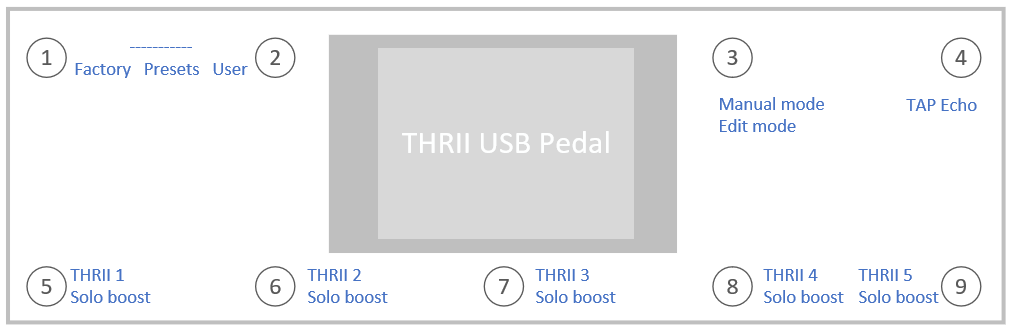 1 ----------- 2 3 4
Factory Presets User
Manual mode TAP Echo
Edit mode
THRII USB Pedal
5 THRII 1 6 THRII 2 7 THRII 3 8 THRII 4 THRII 5 9
Solo boost Solo boost Solo boost Solo boost Solo boost